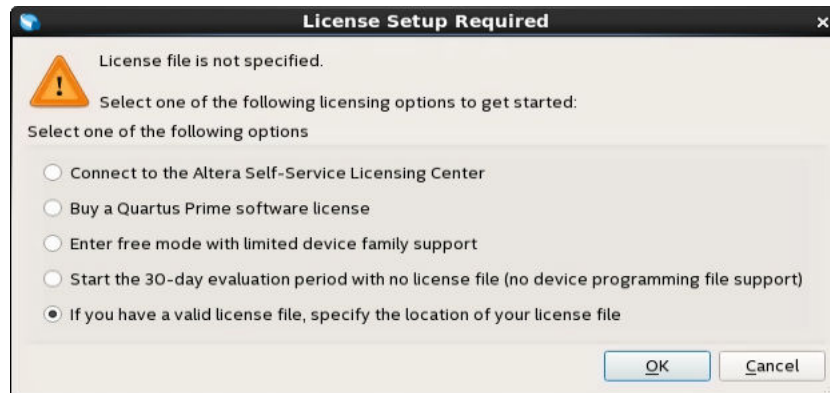 License Setup Required
License file is not specified.
Select one of the following licensing options to get started:
Select one of the following options
Connect to the Altera Self-Service Licensing Center
Buy a Quartus Prime software license
Enter free mode with limited device family support
Start the 30-day evaluation period with no license file (no device programming file support)
If you have a valid license file, specify the location of your license file
OK Cancel